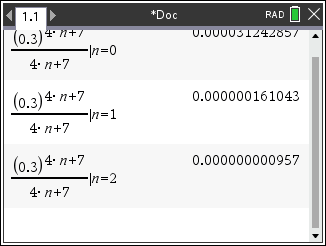 1.1 *Doc RAD
(0.3)^4·n+7 / 4·n+7 |n=0 0.000031242857
(0.3)^4·n+7 / 4·n+7 |n=1 0.000000161043
(0.3)^4·n+7 / 4·n+7 |n=2 0.000000000957